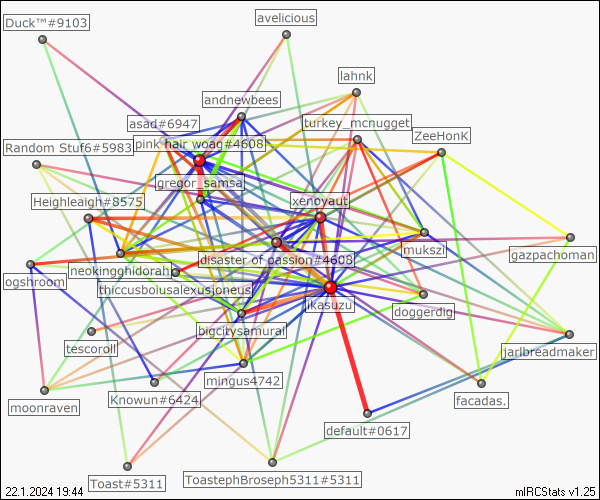 Duck™#9103
avelicious
lahnk
andnewbees
asad#6947
turkey_mcnugget
pink hair woag#4608
ZeeHonK
Random Stuf6#5983
gregor_samsa
Heighleigh#8575
xenoyaut
mukszi
gazpachoman
disaster of passion#4608
neokingghidorah
ogshroom
thiccusboiusalexusjoneus
jikasuzu
doggerdig
bigcitysamurai
tescoroll
jarlbreadmaker
mingus4742
moonraven
Knowun#6424
facadas.
default#0617
Toast#5311
ToastephBroseph5311#5311
22.1.2024 19:44
mIRCStats v1.25